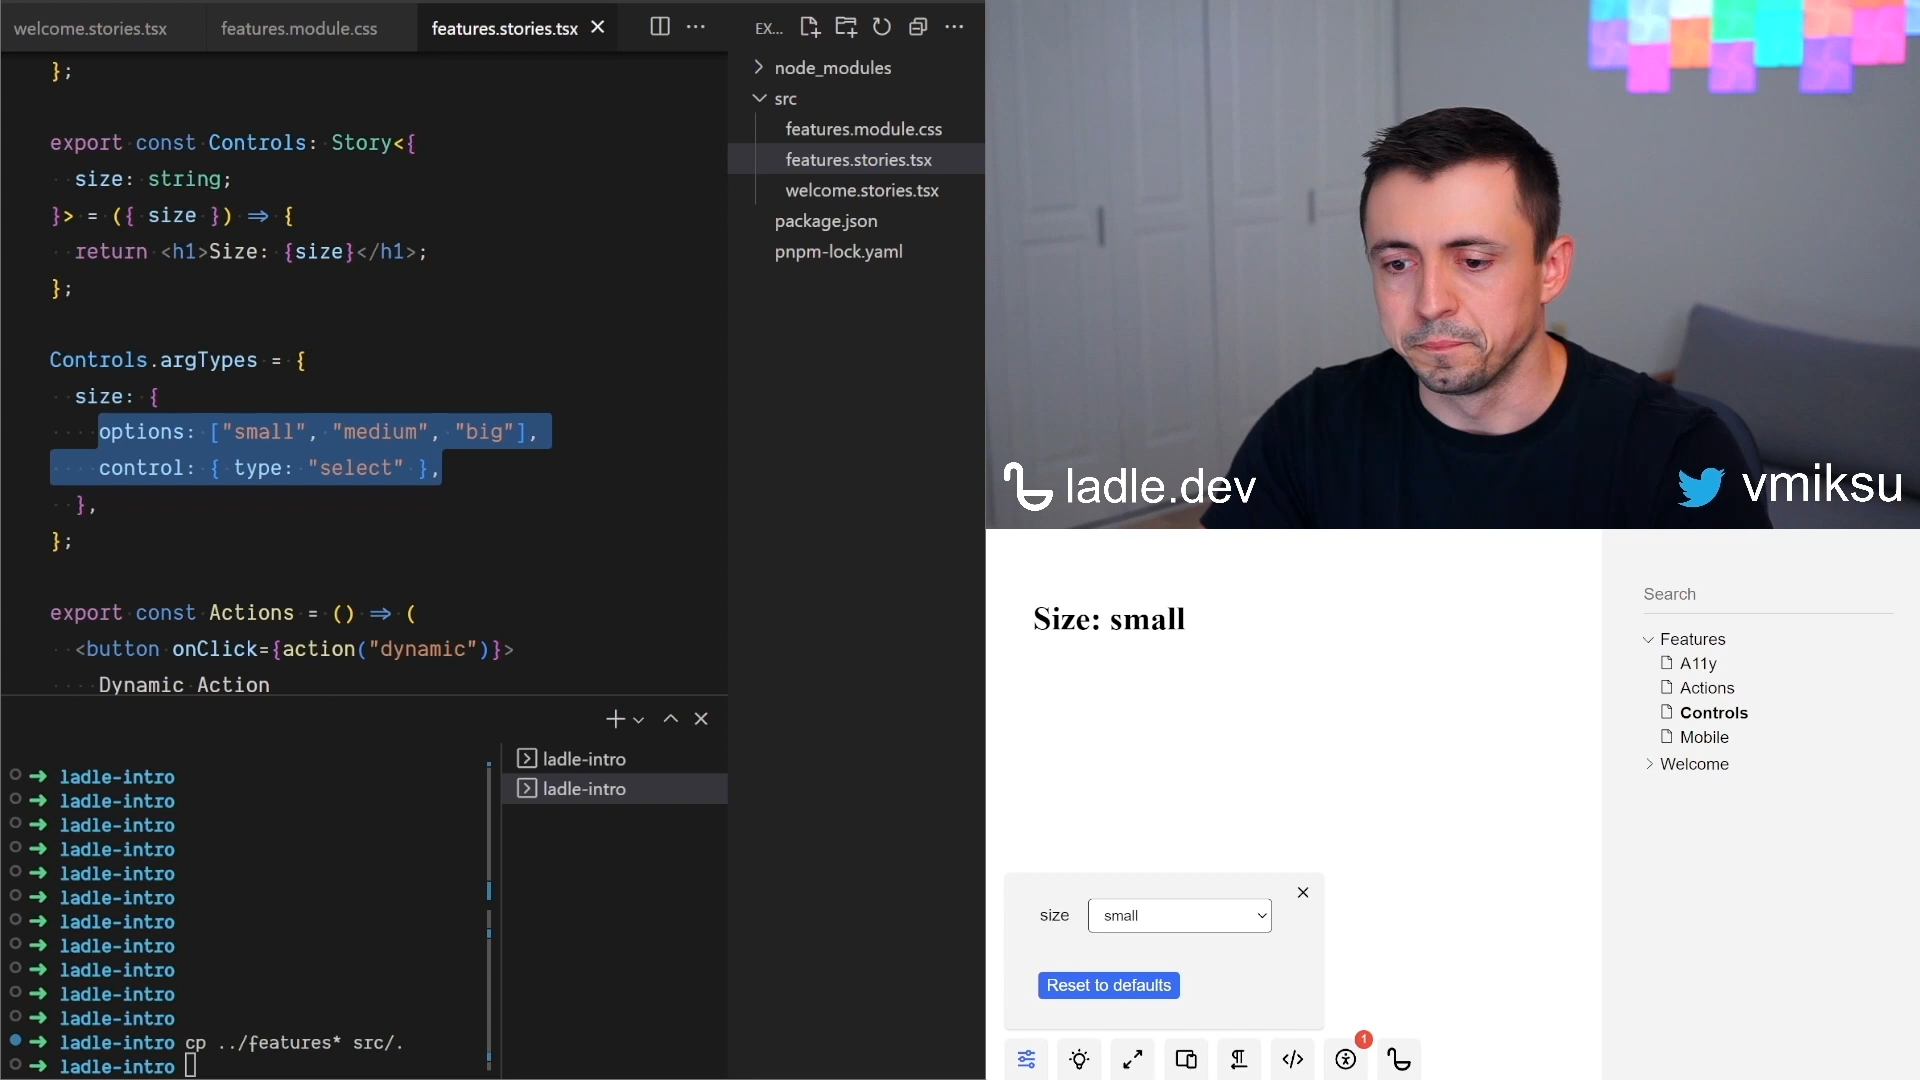 welcome.stories.tsx
features.module.css
features.stories.tsx
};
export const Controls: Story<{
size: string;
}> = ({ size }) => {
return <h1>Size: {size}</h1>;
};
Controls.argTypes = {
size: {
options: ["small", "medium", "big"],
control: { type: "select" },
},
};
export const Actions = () => (
<button onClick={action("dynamic")}>
Dynamic Action
EX...
node_modules
src
features.module.css
features.stories.tsx
welcome.stories.tsx
package.json
pnpm-lock.yaml
ladle-intro
ladle-intro
ladle-intro
ladle-intro
ladle-intro
ladle-intro
ladle-intro
ladle-intro
ladle-intro
ladle-intro
ladle-intro
ladle-intro cp ../features* src/.
ladle-intro
ladle-intro
ladle-intro
ladle.dev
vmiksu
Size: small
Search
Features
A11y
Actions
Controls
Mobile
Welcome
size
small
Reset to defaults
1